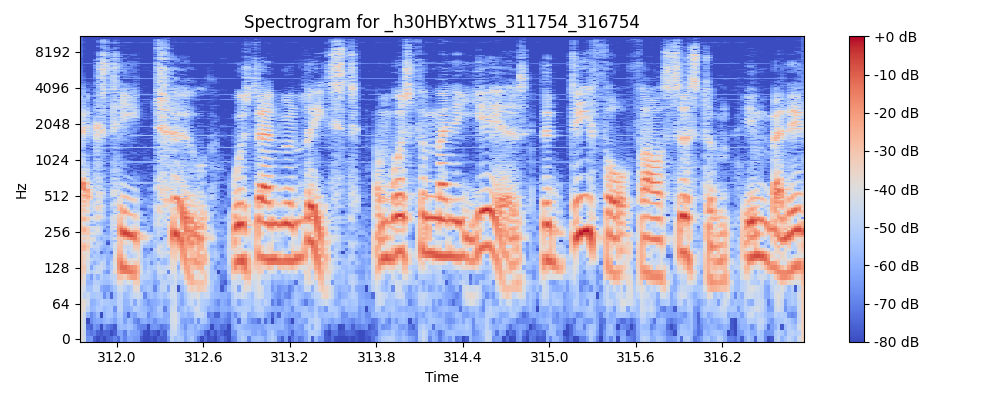 Spectrogram for _h30HBYxtws_311754_316754
Hz
8192
4096
2048
1024
512
256
128
64
0
312.0 312.6 313.2 313.8 314.4 315.0 315.6 316.2
Time
+0 dB
-10 dB
-20 dB
-30 dB
-40 dB
-50 dB
-60 dB
-70 dB
-80 dB